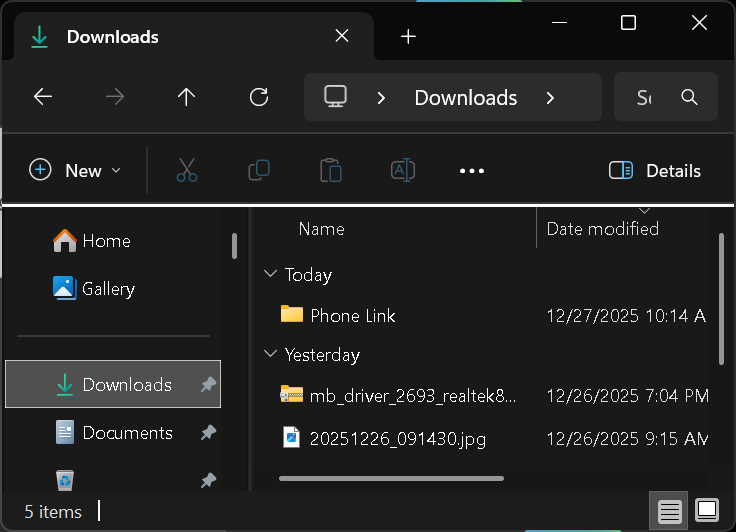 Downloads
Downloads
New
Details
Name Date modified
Home
Gallery
Today
Phone Link 12/27/2025 10:14 A
Yesterday
Downloads
mb_driver_2693_realtek8... 12/26/2025 7:04 PM
Documents
20251226_091430.jpg 12/26/2025 9:15 AM
5 items